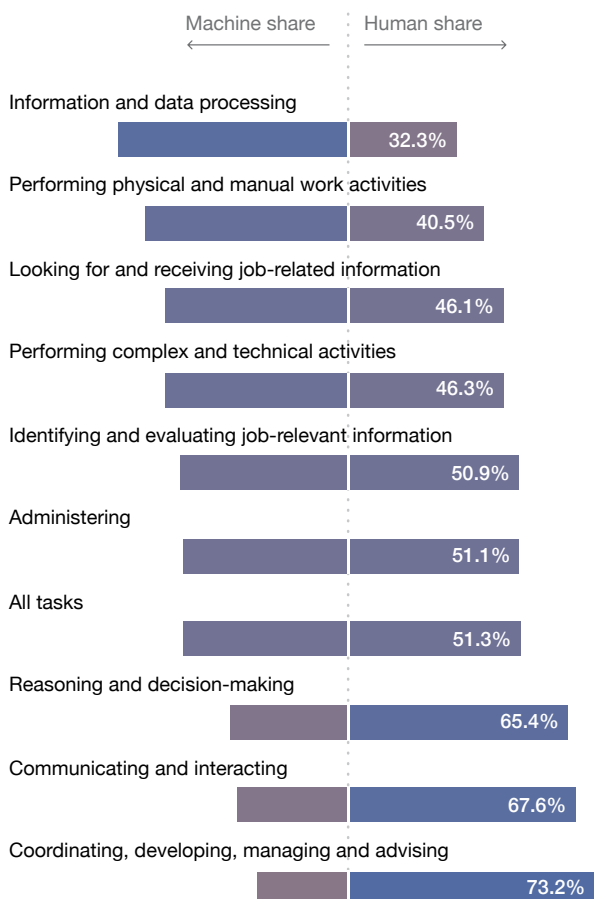 Machine share Human share
Information and data processing
32.3%
Performing physical and manual work activities
40.5%
Looking for and receiving job-related information
46.1%
Performing complex and technical activities
46.3%
Identifying and evaluating job-relevant information
50.9%
Administering
51.1%
All tasks
51.3%
Reasoning and decision-making
65.4%
Communicating and interacting
67.6%
Coordinating, developing, managing and advising
73.2%